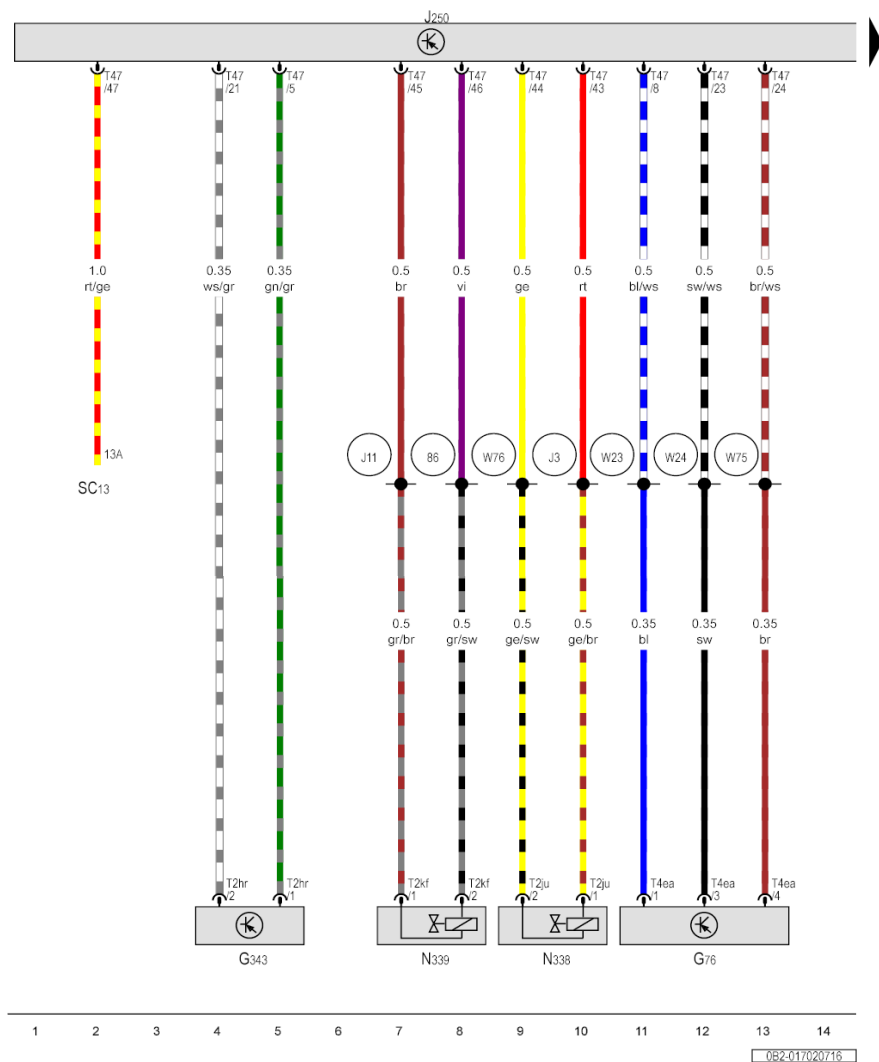 J250
T47 T47 T47 T47 T47 T47 T47 T47 T47 T47
/47 /21 /5 /45 /46 /44 /43 /8 /23 /24
1.0 0.35 0.35 0.5 0.5 0.5 0.5 0.5 0.5 0.5
rt/ge ws/gr gn/gr br vi ge rt bl/ws sw/ws br/ws
13A J11 86 W76 J3 W23 W24 W75
SC13
0.5 0.5 0.5 0.5 0.35 0.35 0.35
gr/br gr/sw ge/sw ge/br bl sw br
T2hr T2hr T2kf T2kf T2ju T2ju T4ea T4ea T4ea
/2 /1 /1 /2 /2 /1 /1 /3 /4
G343 N339 N338 G76
1 2 3 4 5 6 7 8 9 10 11 12 13 14
0B2-017020716